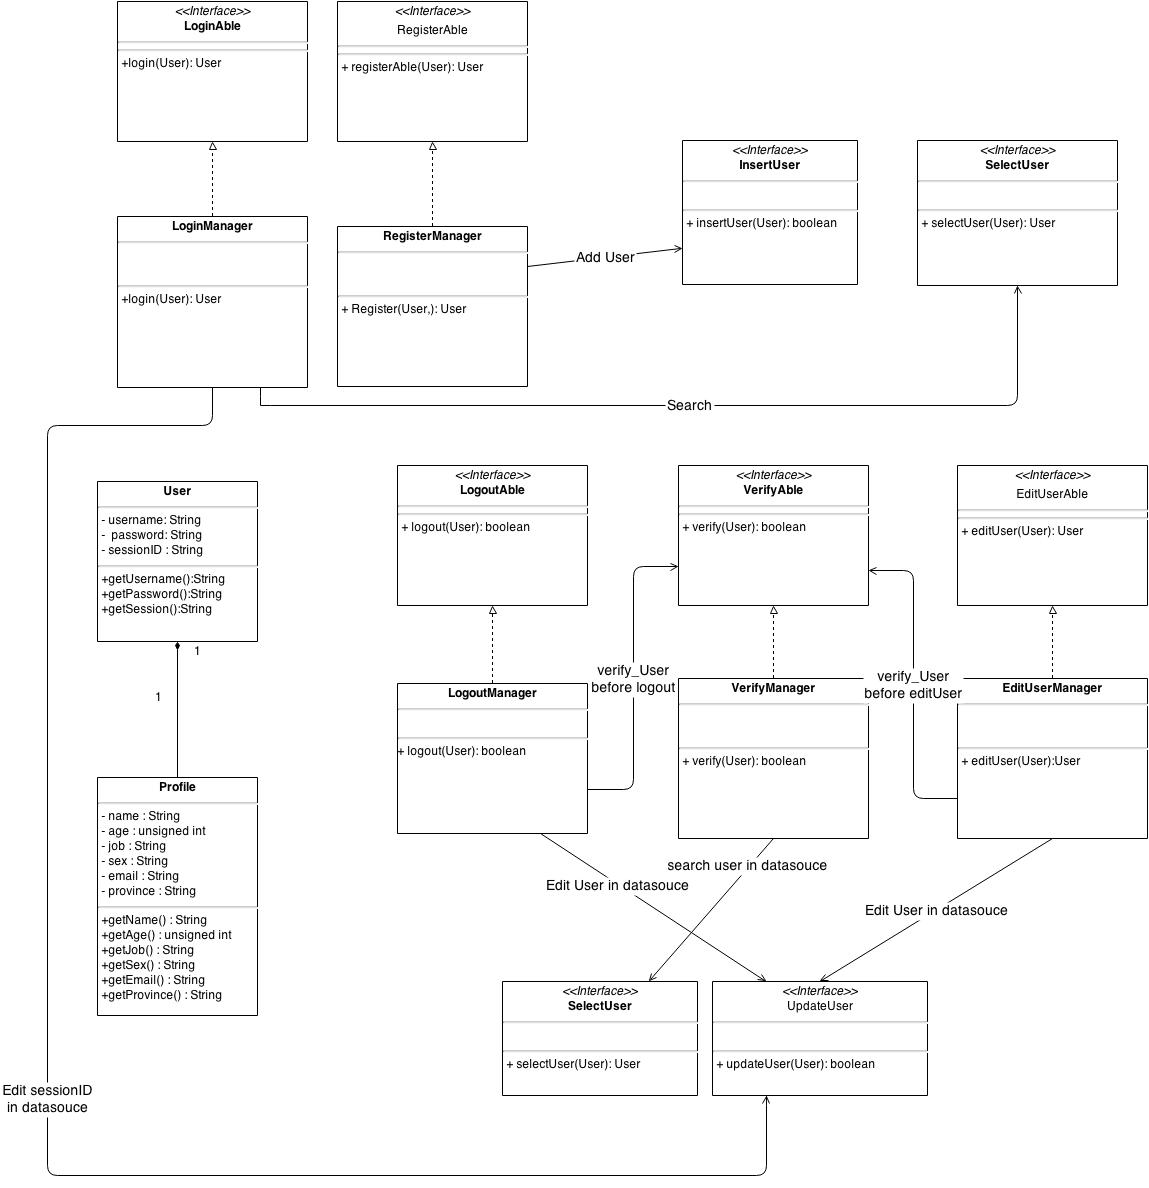 <<Interface>>
LoginAble
+login(User): User
<<Interface>>
RegisterAble
+ registerAble(User): User
<<Interface>>
InsertUser
+ insertUser(User): boolean
<<Interface>>
SelectUser
+ selectUser(User): User
LoginManager
+login(User): User
RegisterManager
+ Register(User,): User
Add User
Search
User
- username: String
-  password: String
- sessionID : String
+getUsername():String
+getPassword():String
+getSession():String
1
1
Profile
- name : String
- age : unsigned int
- job : String
- sex : String
- email : String
- province : String
+getName() : String
+getAge() : unsigned int
+getJob() : String
+getSex() : String
+getEmail() : String
+getProvince() : String
<<Interface>>
LogoutAble
+ logout(User): boolean
<<Interface>>
VerifyAble
+ verify(User): boolean
<<Interface>>
EditUserAble
+ editUser(User): User
verify_User
before logout
verify_User
before editUser
LogoutManager
+ logout(User): boolean
VerifyManager
+ verify(User): boolean
EditUserManager
+ editUser(User):User
search user in datasouce
Edit User in datasouce
Edit User in datasouce
<<Interface>>
SelectUser
+ selectUser(User): User
<<Interface>>
UpdateUser
+ updateUser(User): boolean
Edit sessionID
in datasouce